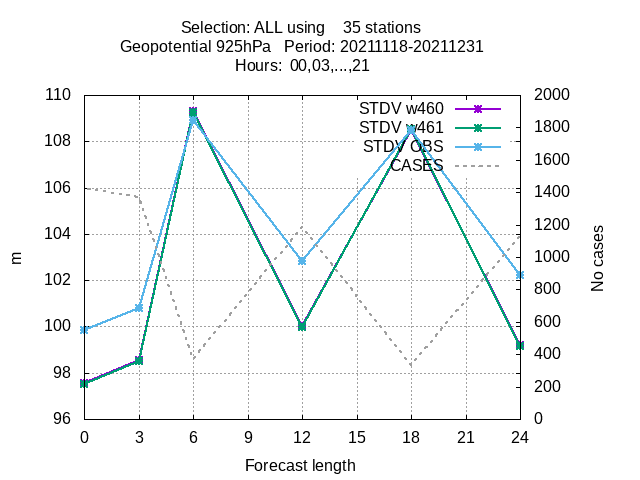 Selection: ALL using    35 stations
Geopotential 925hPa   Period: 20211118-20211231
Hours:  00,03,...,21
110
108
106
104
102
100
98
96
m
STDV w460
STDV w461
STDV OBS
CASES
2000
1800
1600
1400
1200
1000
800
600
400
200
0
No cases
0 3 6 9 12 15 18 21 24
Forecast length